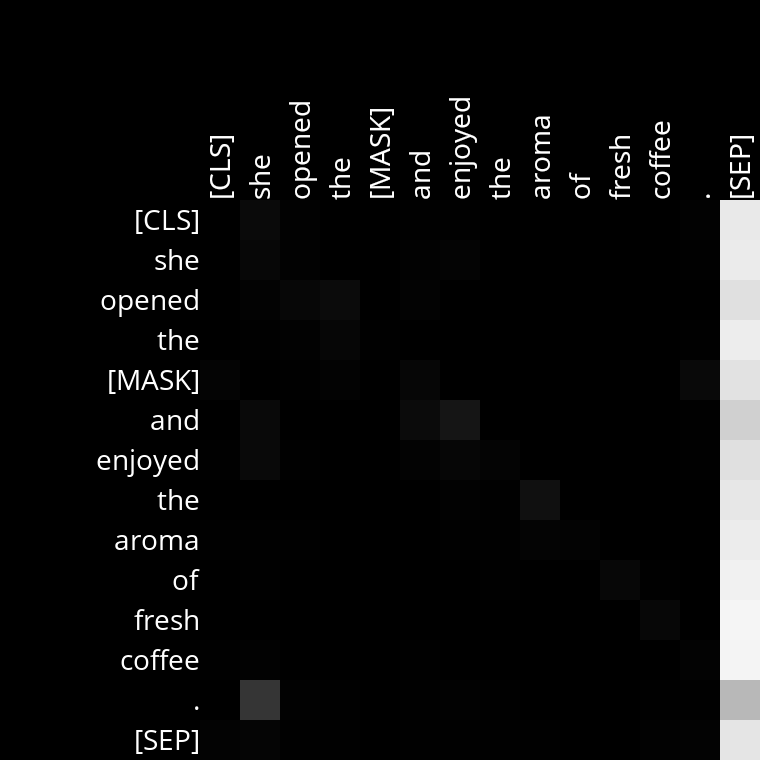 [CLS] she opened the [MASK] and enjoyed the aroma of fresh coffee . [SEP]
[CLS]
she
opened
the
[MASK]
and
enjoyed
the
aroma
of
fresh
coffee
.
[SEP]